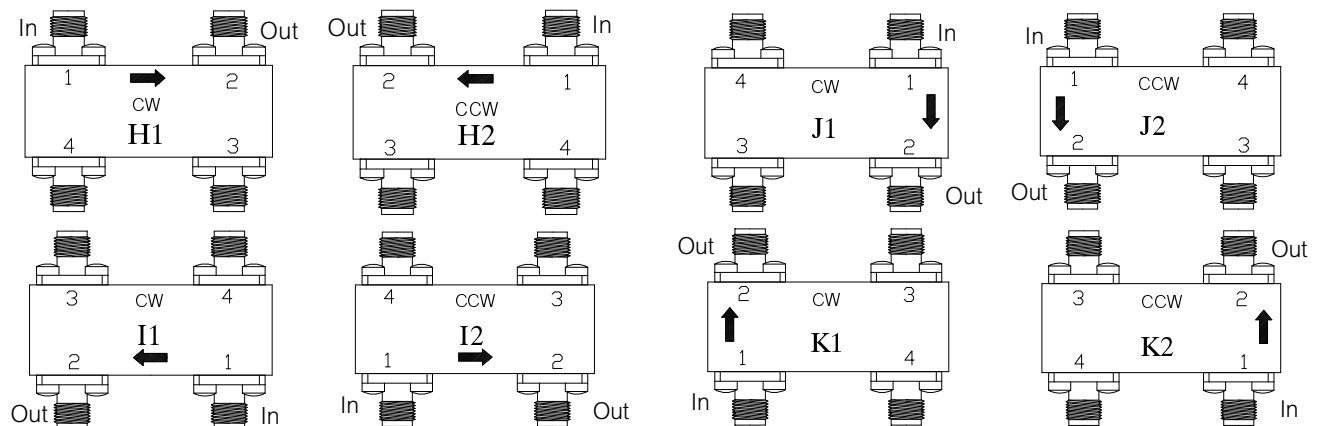 In Out
1 2
CW
H1
4 3
Out In
2 1
CCW
H2
3 4
In
4 CW 1
J1
3 2
Out
In
1 CCW 4
J2
2 3
Out
3 CW 4
I1
2 1
Out In
4 CCW 3
I2
1 2
In Out
Out
2 CW 3
K1
1 4
In
Out
3 CCW 2
K2
4 1
In